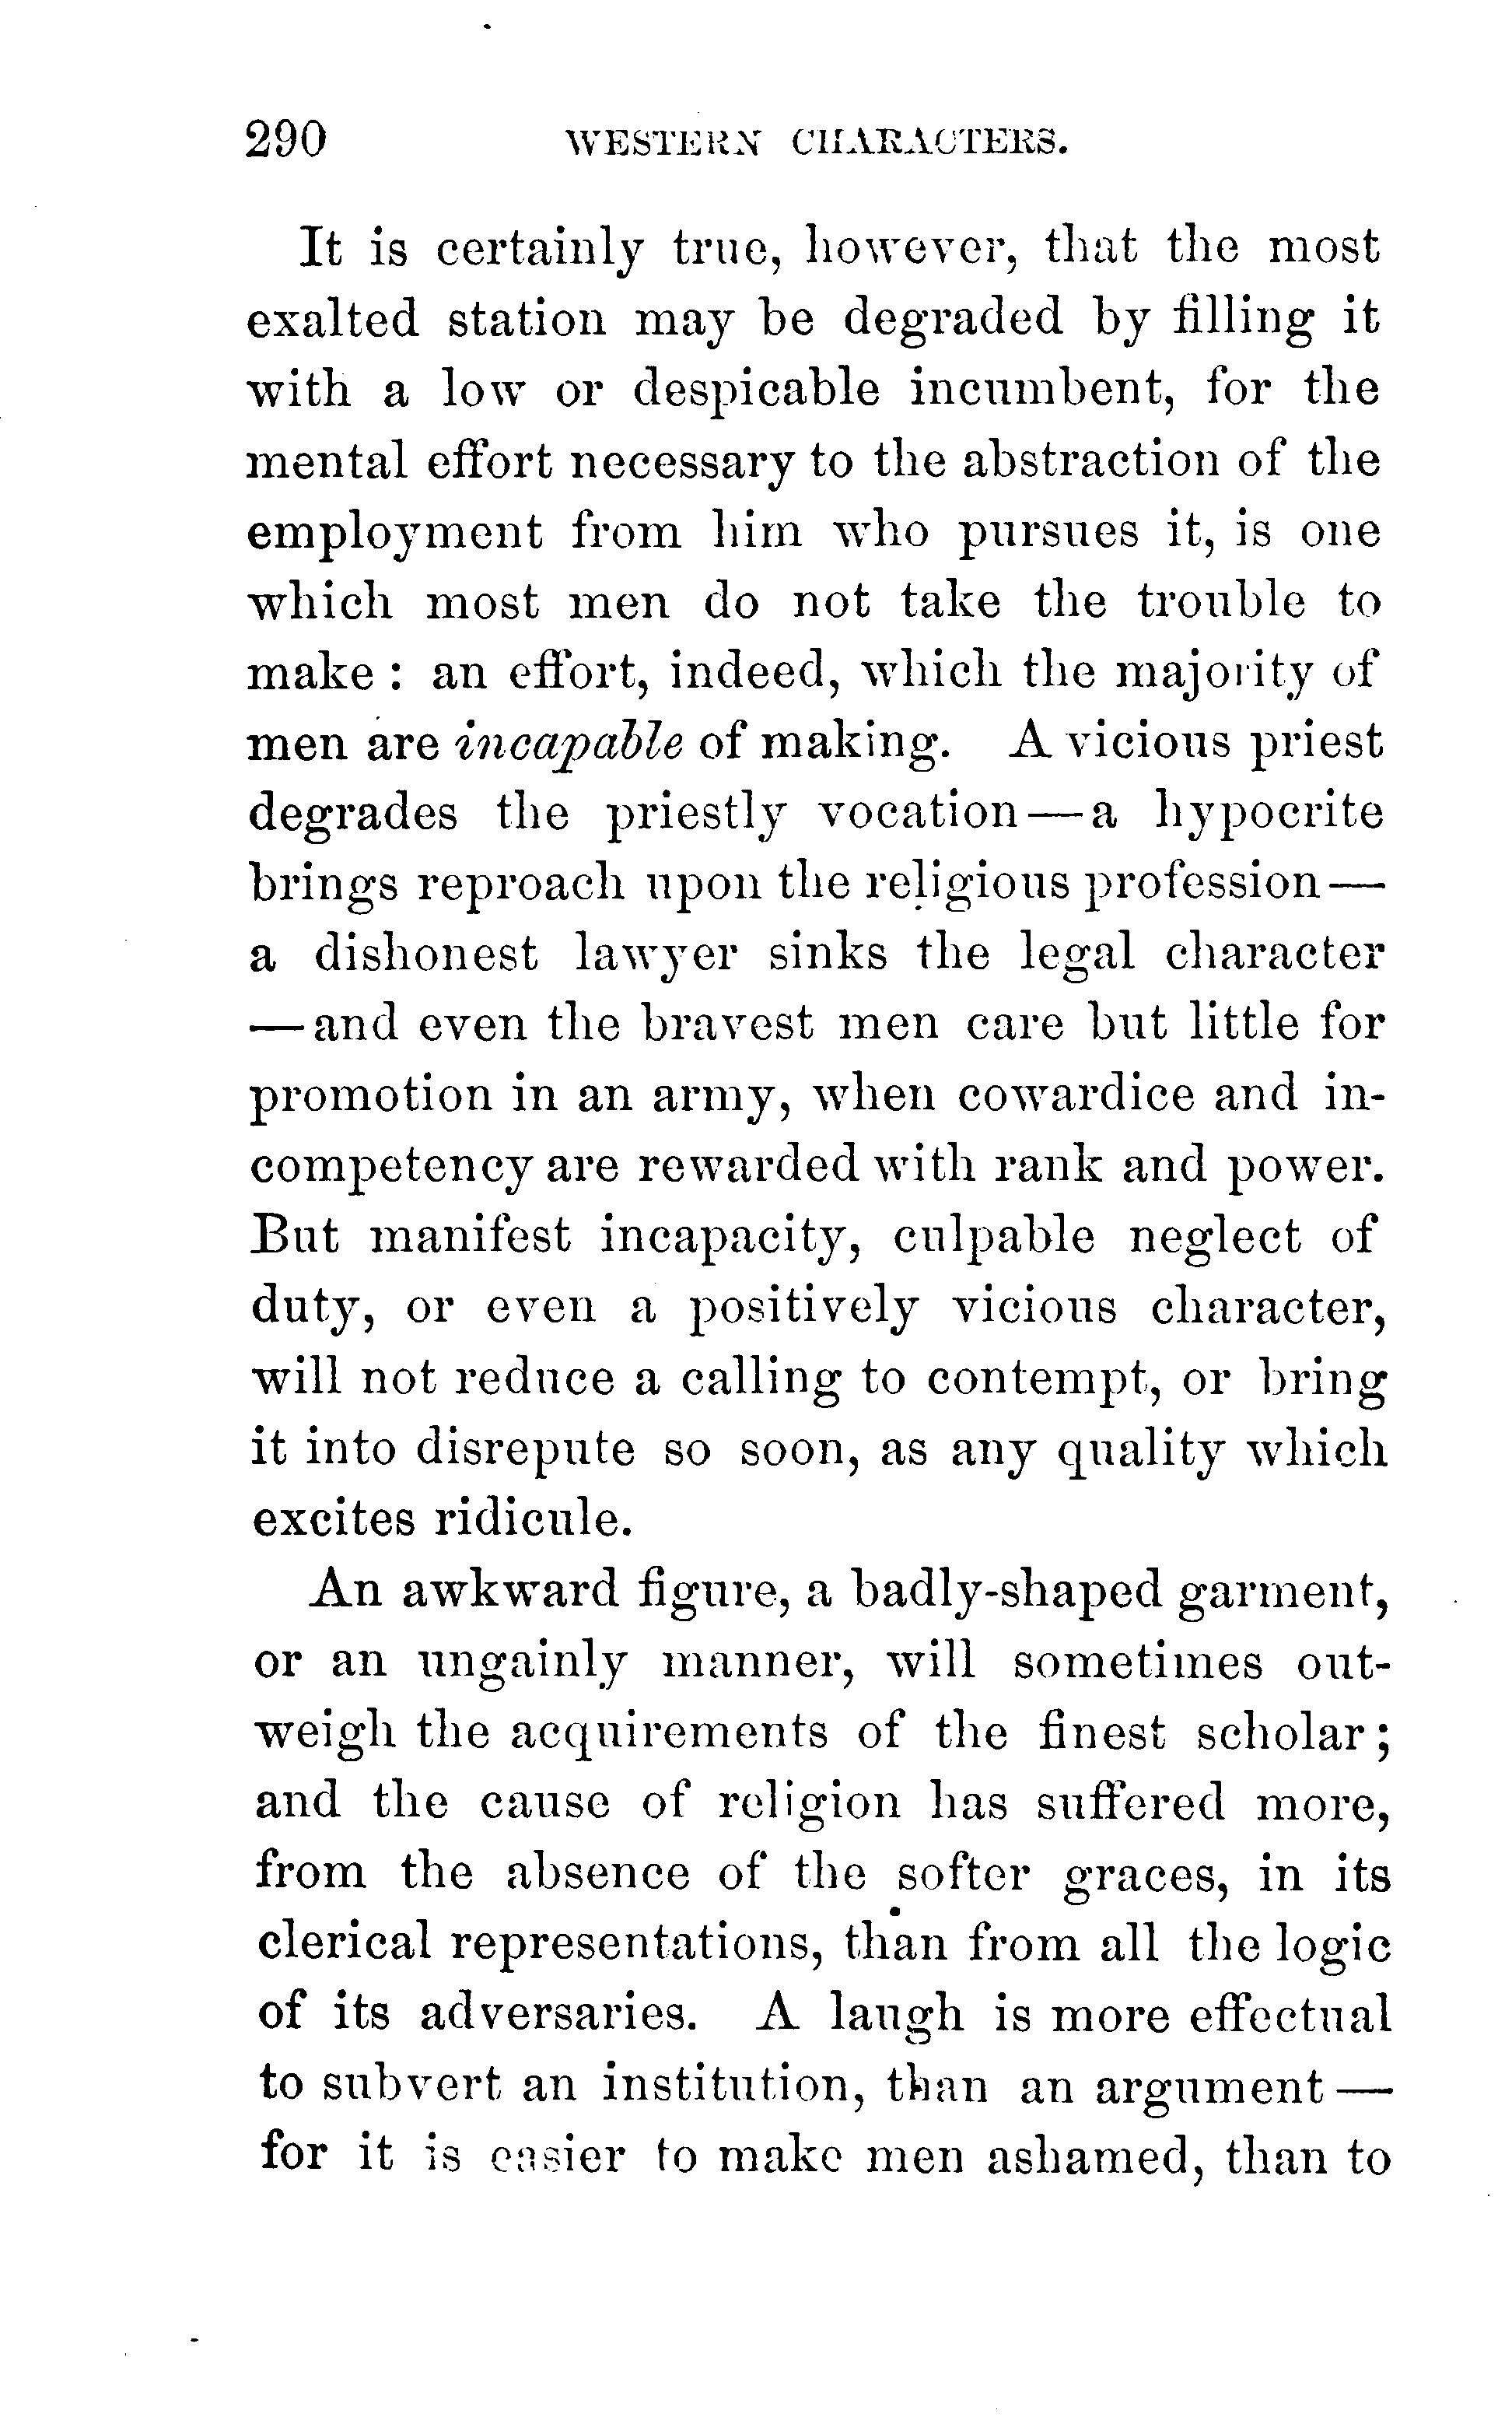 290 WESTERN CHARACTERS.
It is certainly true, however, that the most
exalted station may be degraded by filling it
with a low or despicable incumbent, for the
mental effort necessary to the abstraction of the
employment from him who pursues it, is one
which most men do not take the trouble to
make : an effort, indeed, which the majority of
men are incapable of making. A vicious priest
degrades the priestly vocation—a hypocrite
brings reproach upon the religious profession—
a dishonest lawyer sinks the legal character
—and even the bravest men care but little for
promotion in an army, when cowardice and in-
competency are rewarded with rank and power.
But manifest incapacity, culpable neglect of
duty, or even a positively vicious character,
will not reduce a calling to contempt, or bring
it into disrepute so soon, as any quality which
excites ridicule.
An awkward figure, a badly-shaped garment,
or an ungainly manner, will sometimes out-
weigh the acquirements of the finest scholar;
and the cause of religion has suffered more,
from the absence of the softer graces, in its
clerical representations, than from all the logic
of its adversaries. A laugh is more effectual
to subvert an institution, than an argument—
for it is easier to make men ashamed, than to